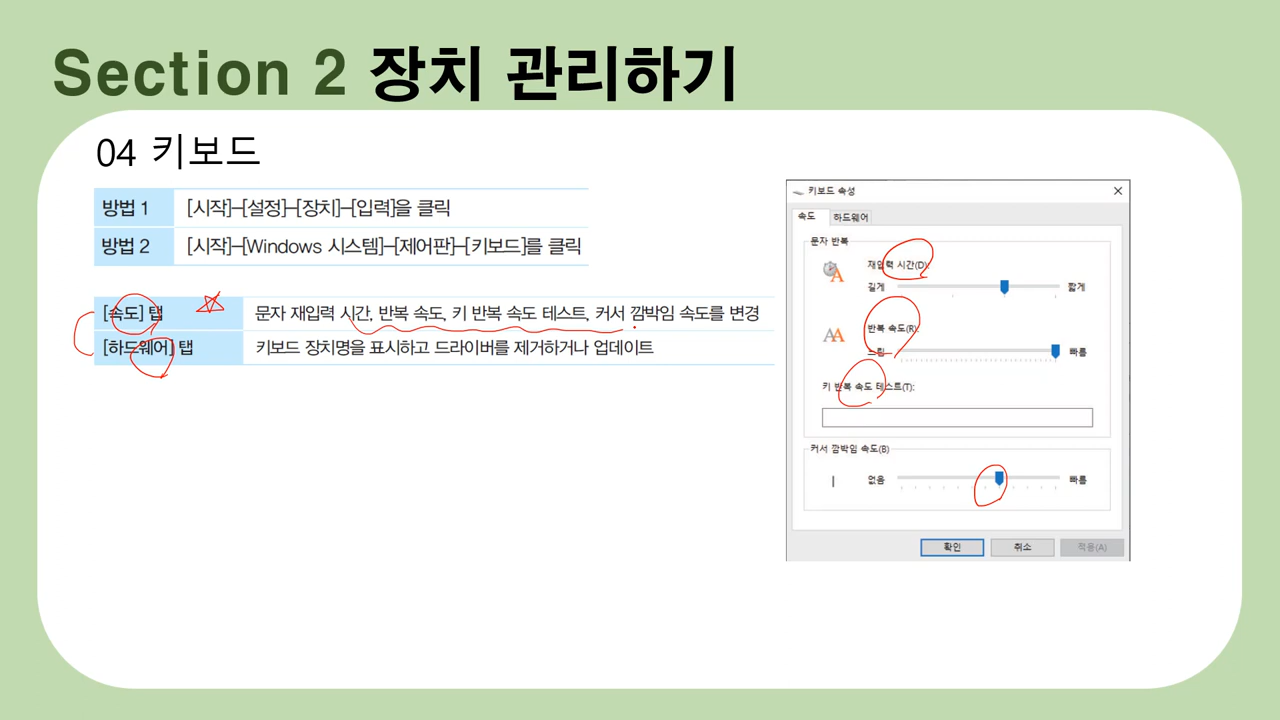 Section 2 장치 관리하기
04 키보드
방법 1 [시작]-[설정]-[장치]-[입력]을 클릭
방법 2 [시작]-[Windows 시스템]-[제어판]-[키보드]를 클릭
[속도] 탭 문자 재입력 시간, 반복 속도, 키 반복 속도 테스트, 커서 깜박임 속도를 변경
[하드웨어] 탭 키보드 장치명을 표시하고 드라이버를 제거하거나 업데이트
키보드 속성
속도 하드웨어
문자 반복
재입력 시간(D):
길게 짧게
반복 속도(R):
느림 빠름
키 반복 속도 테스트(T):
커서 깜박임 속도(B)
없음 빠름
확인 취소 적용(A)